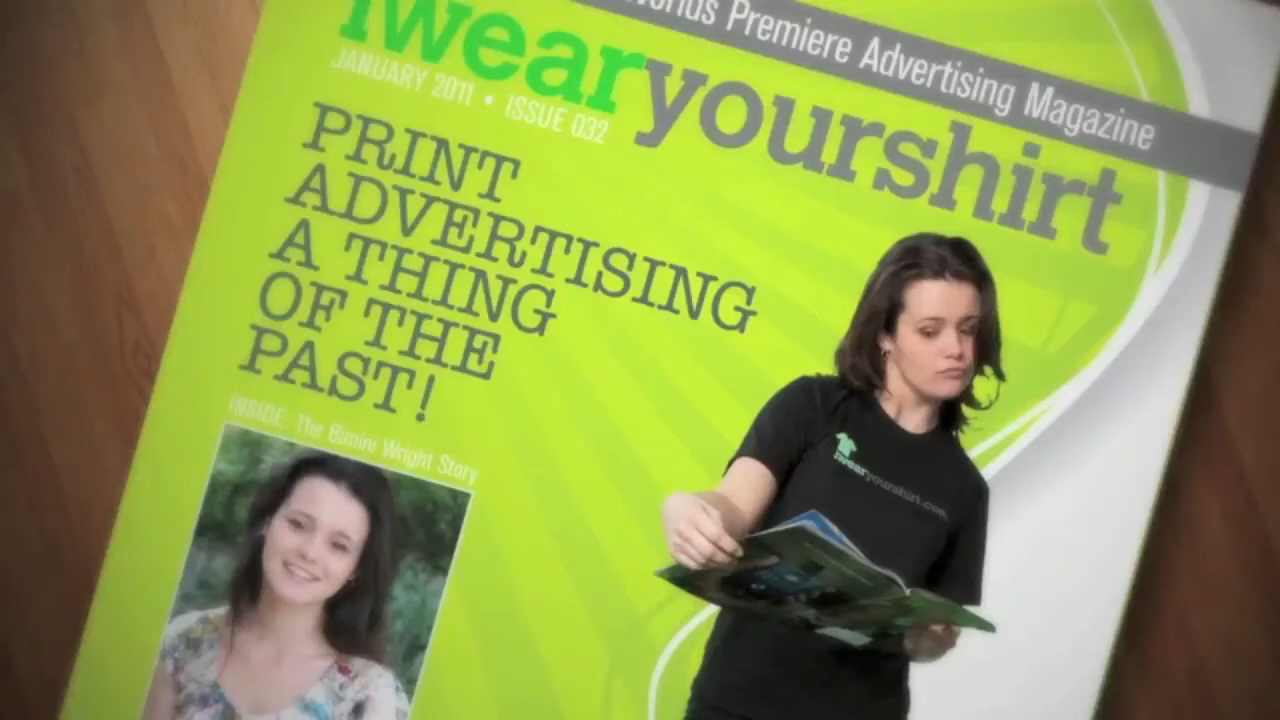 Worlds Premiere Advertising Magazine
iwearyourshirt
JANUARY 2011 • ISSUE 032
PRINT
ADVERTISING
A THING
OF THE
PAST!
INSIDE: The Bimini Wright Story
iwearyourshirt.com